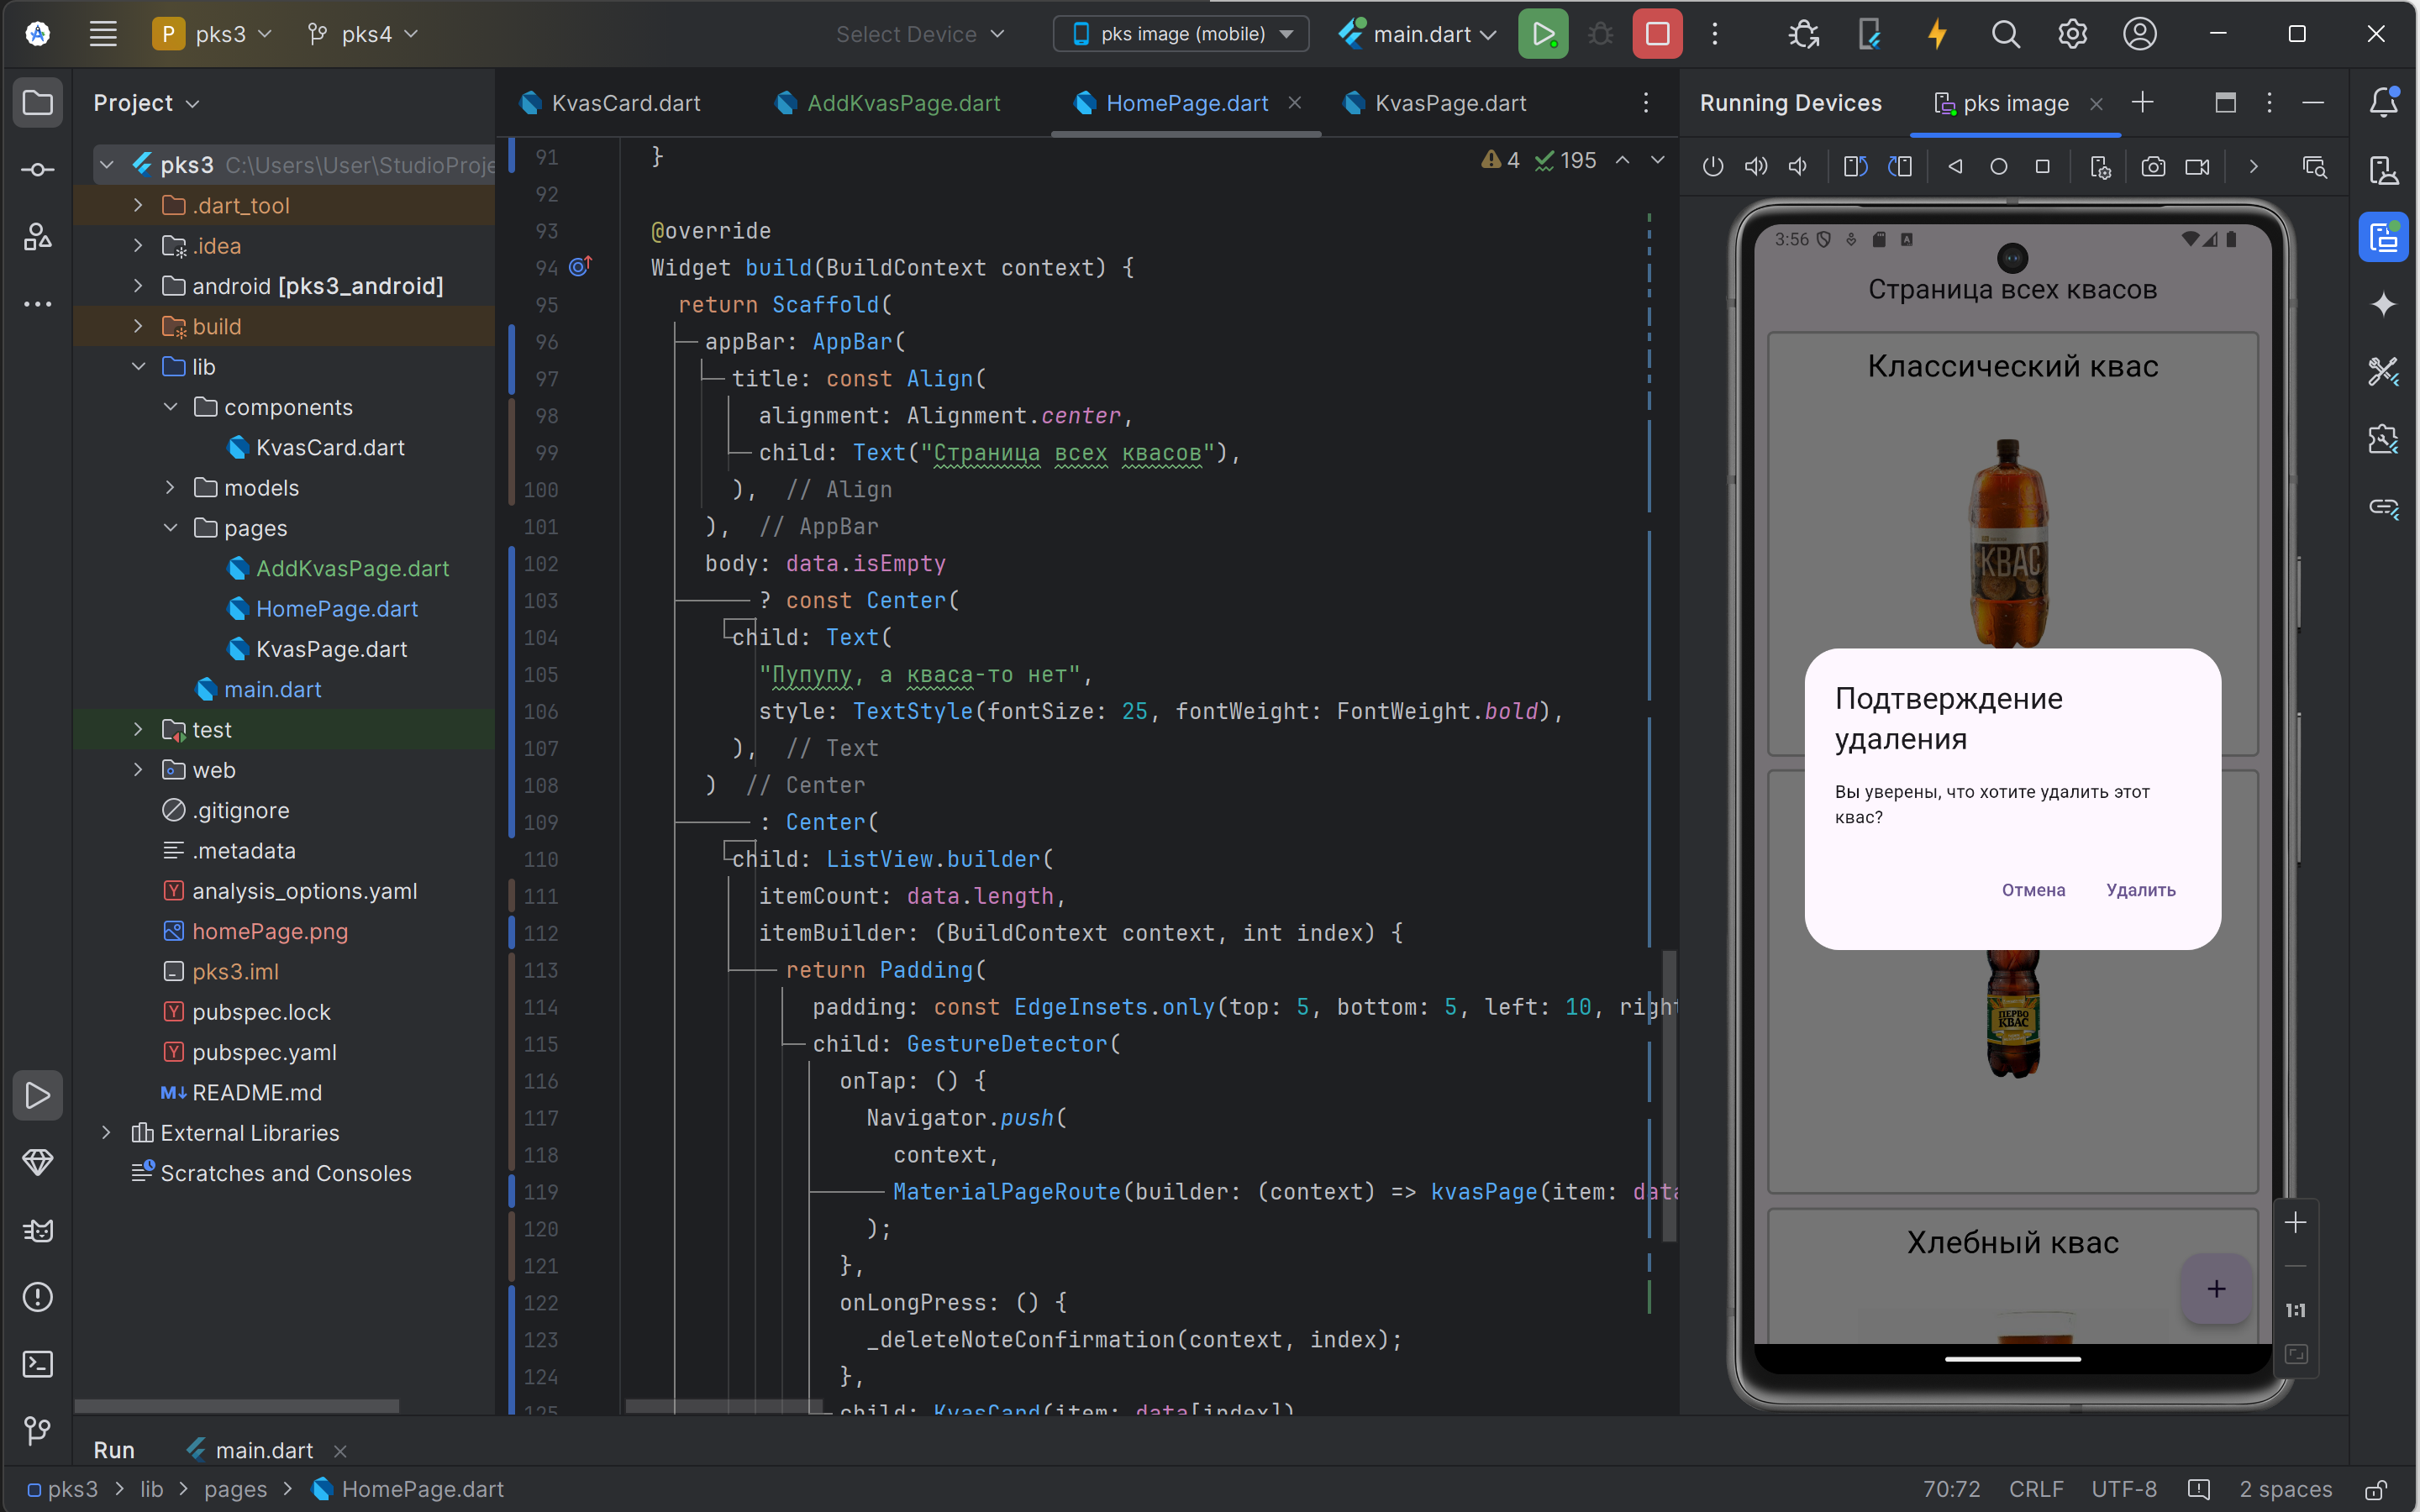 P pks3
pks4
Select Device
pks image (mobile)
main.dart
Project
pks3 C:\Users\User\StudioProje
.dart_tool
.idea
android [pks3_android]
build
lib
components
KvasCard.dart
models
pages
AddKvasPage.dart
HomePage.dart
KvasPage.dart
main.dart
test
web
.gitignore
.metadata
analysis_options.yaml
homePage.png
pks3.iml
pubspec.lock
pubspec.yaml
README.md
External Libraries
Scratches and Consoles
KvasCard.dart
AddKvasPage.dart
HomePage.dart
KvasPage.dart
4 195
91 }
92
93 @override
94 Widget build(BuildContext context) {
95 return Scaffold(
96 appBar: AppBar(
97 title: const Align(
98 alignment: Alignment.center,
99 child: Text("Страница всех квасов"),
100 ), // Align
101 ), // AppBar
102 body: data.isEmpty
103 ? const Center(
104 child: Text(
105 "Пупупу, а кваса-то нет",
106 style: TextStyle(fontSize: 25, fontWeight: FontWeight.bold),
107 ), // Text
108 ) // Center
109 : Center(
110 child: ListView.builder(
111 itemCount: data.length,
112 itemBuilder: (BuildContext context, int index) {
113 return Padding(
114 padding: const EdgeInsets.only(top: 5, bottom: 5, left: 10, righ
115 child: GestureDetector(
116 onTap: () {
117 Navigator.push(
118 context,
119 MaterialPageRoute(builder: (context) => kvasPage(item: data
120 );
121 },
122 onLongPress: () {
123 _deleteNoteConfirmation(context, index);
124 },
125 child: KvasCard(item: data[index])
Running Devices
pks image
3:56
Страница всех квасов
Классический квас
КВАС
Подтверждение
удаления
Вы уверены, что хотите удалить этот
квас?
Отмена
Удалить
ПЕРВО
КВАС
Хлебный квас
+
1:1
Run
main.dart
pks3 > lib > pages > HomePage.dart
70:72
CRLF
UTF-8
2 spaces